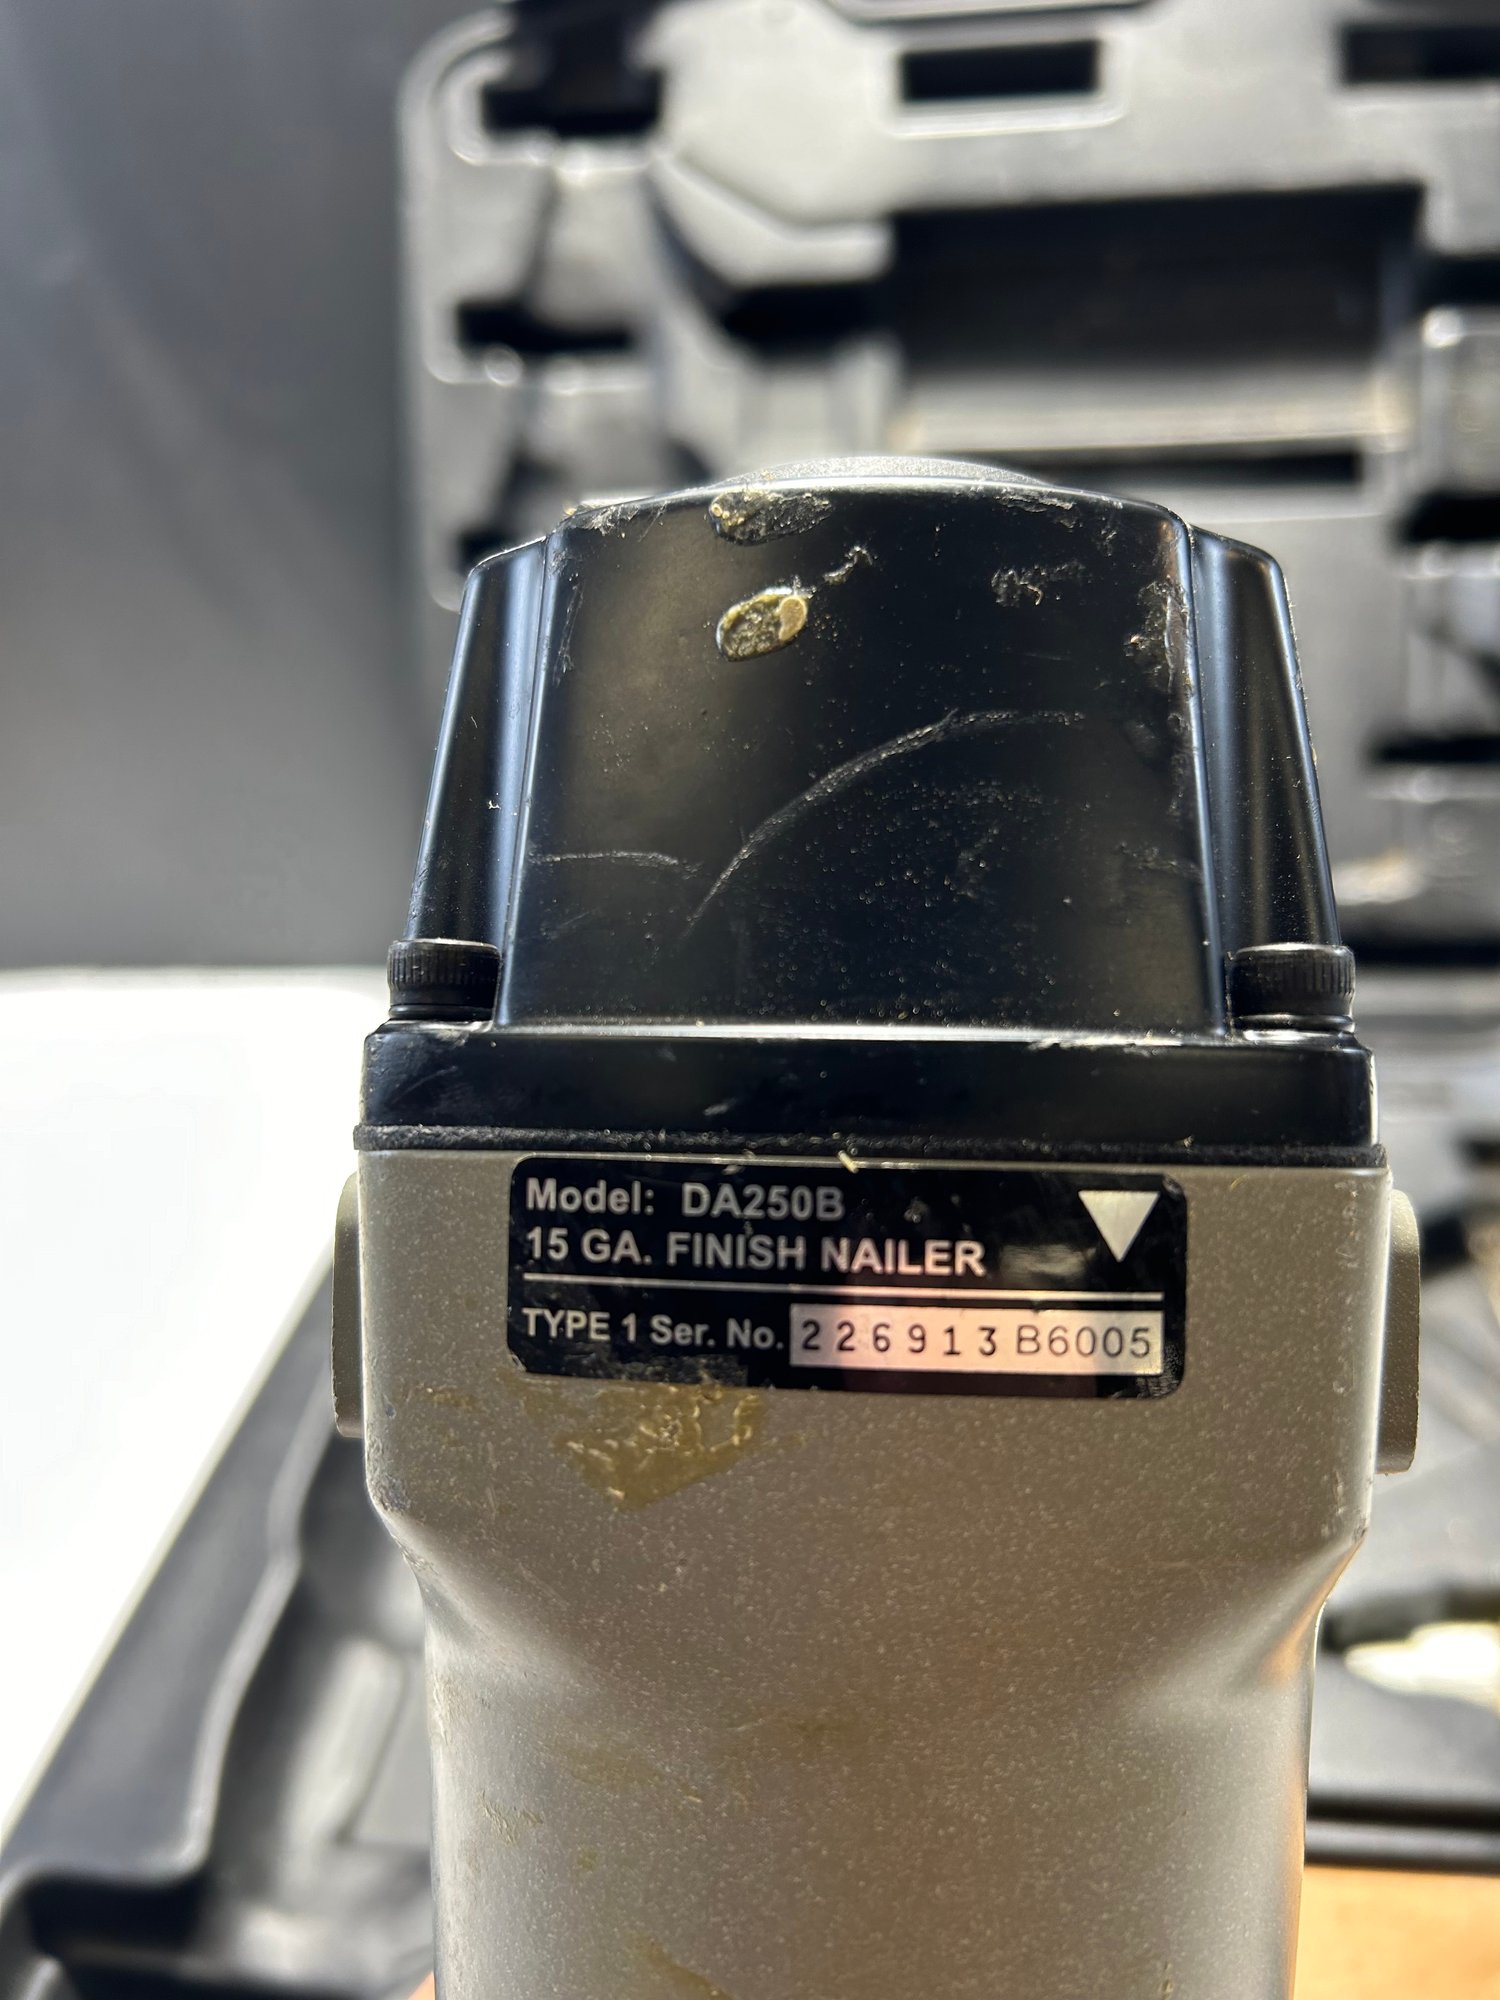 Model: DA250B
15 GA. FINISH NAILER
TYPE 1 Ser. No. 226913B6005